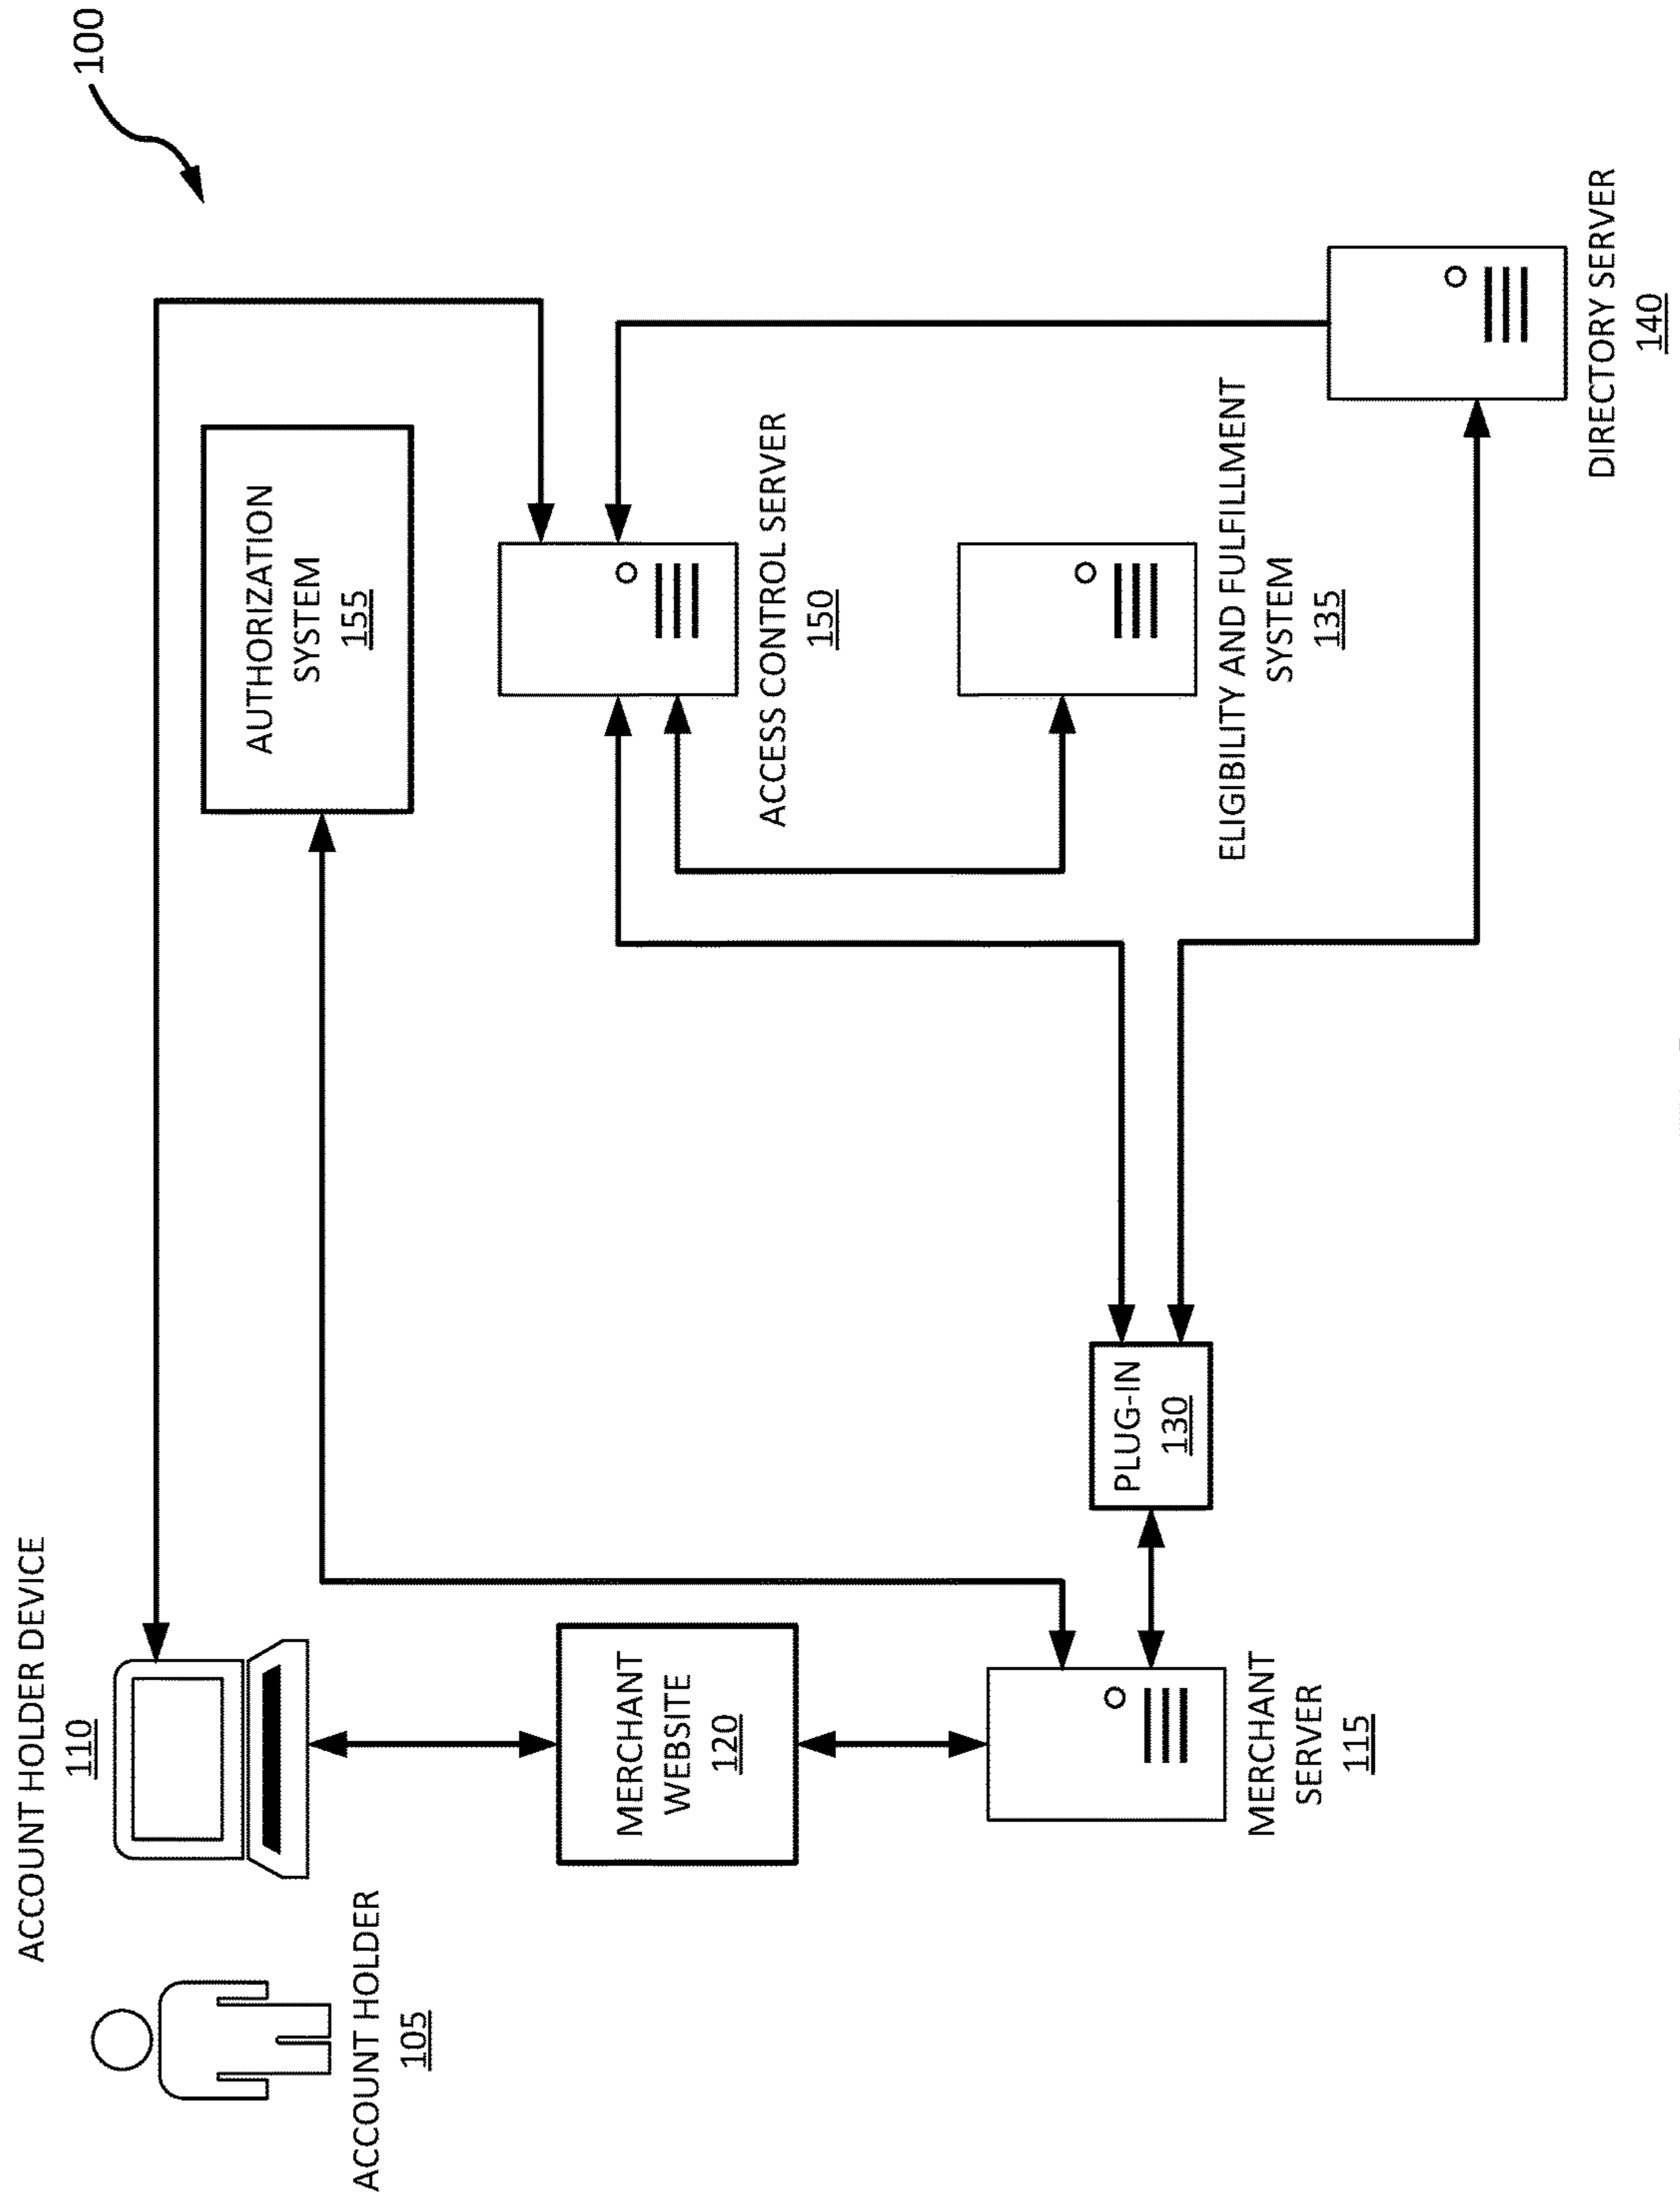 100
ACCOUNT HOLDER DEVICE
110
ACCOUNT HOLDER
105
AUTHORIZATION
SYSTEM
155
MERCHANT
WEBSITE
120
ACCESS CONTROL SERVER
150
MERCHANT
SERVER
115
PLUG-IN
130
ELIGIBILITY AND FULFILLMENT
SYSTEM
135
DIRECTORY SERVER
140